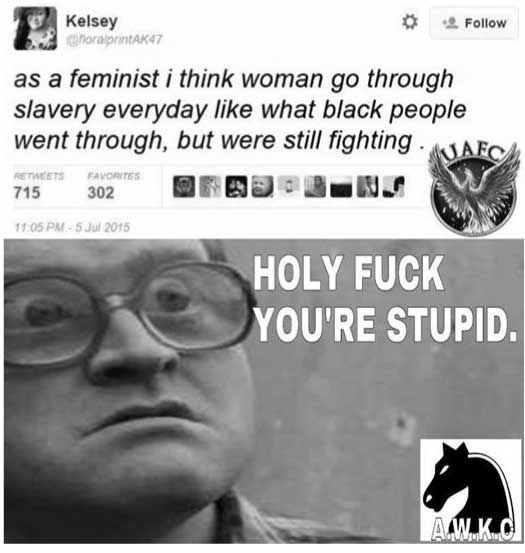 Kelsey
@floralprintAK47
Follow
as a feminist i think woman go through
slavery everyday like what black people
went through, but were still fighting .
UAFC
RETWEETS FAVORITES
715 302
11:05 PM - 5 Jul 2015
HOLY FUCK
YOU'RE STUPID.
A.W.K.C